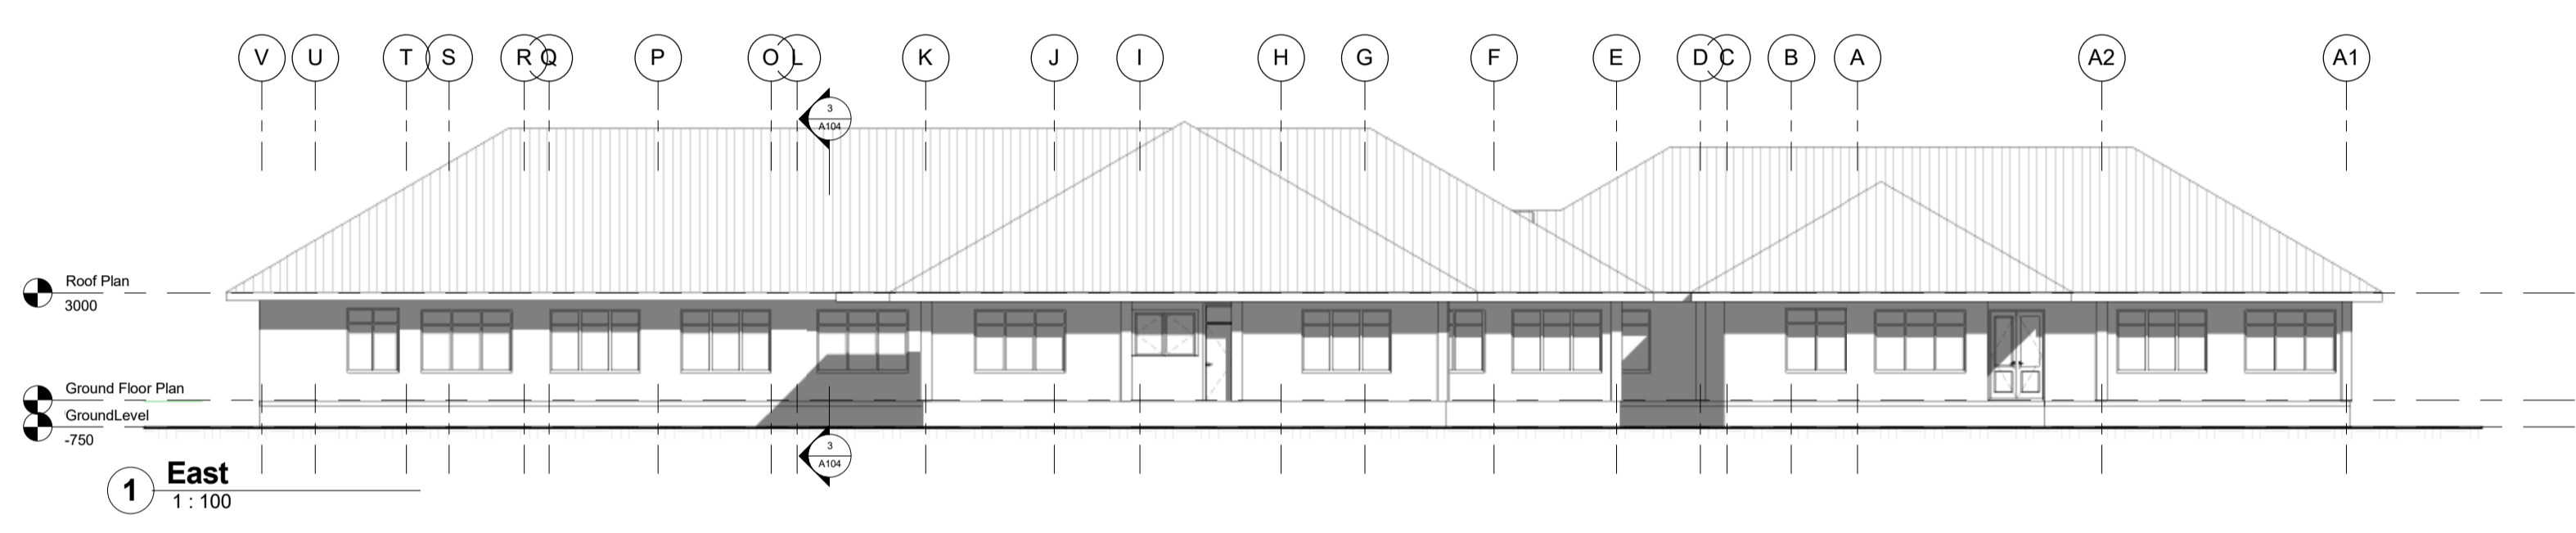 V U T S R Q P O L K J I H G F E D C B A A2 A1
3
A104
Roof Plan
3000
Ground Floor Plan
GroundLevel
-750
3
A104
1 East
1 : 100